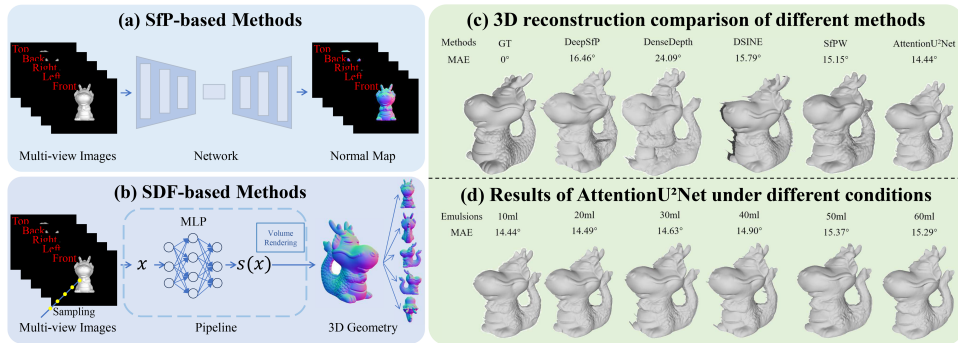 (a) SfP-based Methods
Top
Back
Right
Left
Front
Top
Back
Right
Left
Front
Multi-view Images
Network
Normal Map
(b) SDF-based Methods
Top
Back
Right
Left
Front
Sampling
Multi-view Images
x
MLP
s(x)
Volume
Rendering
Pipeline
3D Geometry
(c) 3D reconstruction comparison of different methods
Methods GT DeepSfP DenseDepth DSINE SfPW AttentionU²Net
MAE 0° 16.46° 24.09° 15.79° 15.15° 14.44°
(d) Results of AttentionU²Net under different conditions
Emulsions 10ml 20ml 30ml 40ml 50ml 60ml
MAE 14.44° 14.49° 14.63° 14.90° 15.37° 15.29°